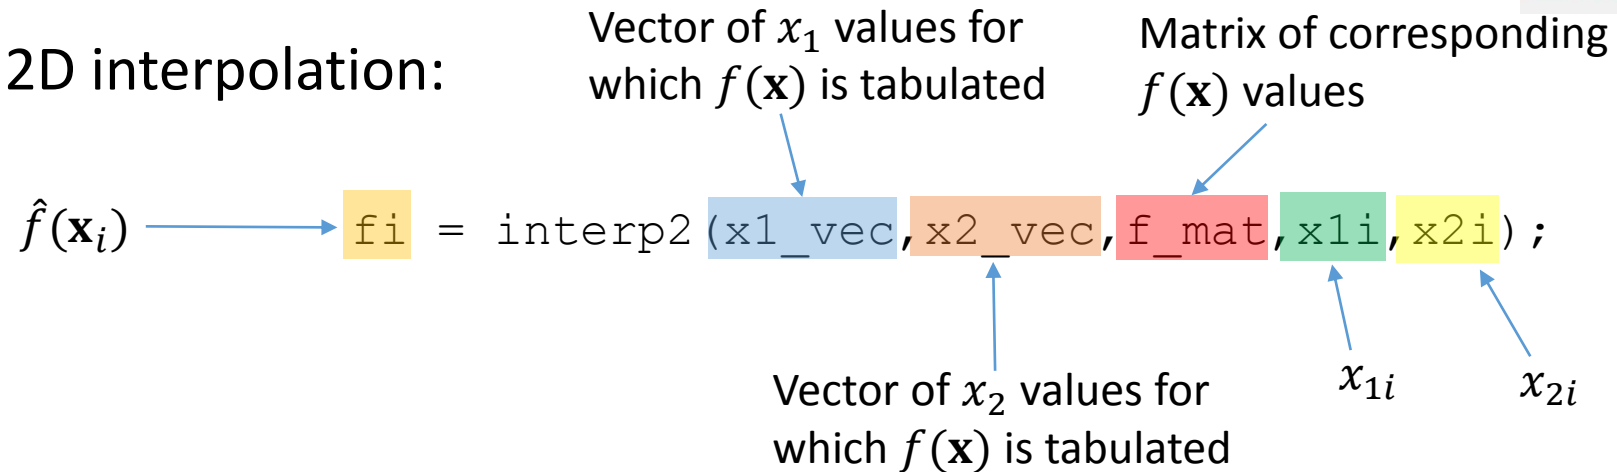 2D interpolation:
Vector of 𝑥₁ values for
which 𝑓(𝐱) is tabulated
Matrix of corresponding
𝑓(𝐱) values
𝑓̂(𝐱ᵢ)
fi = interp2(x1_vec,x2_vec,f_mat,x1i,x2i);
Vector of 𝑥₂ values for
which 𝑓(𝐱) is tabulated
𝑥₁ᵢ
𝑥₂ᵢ